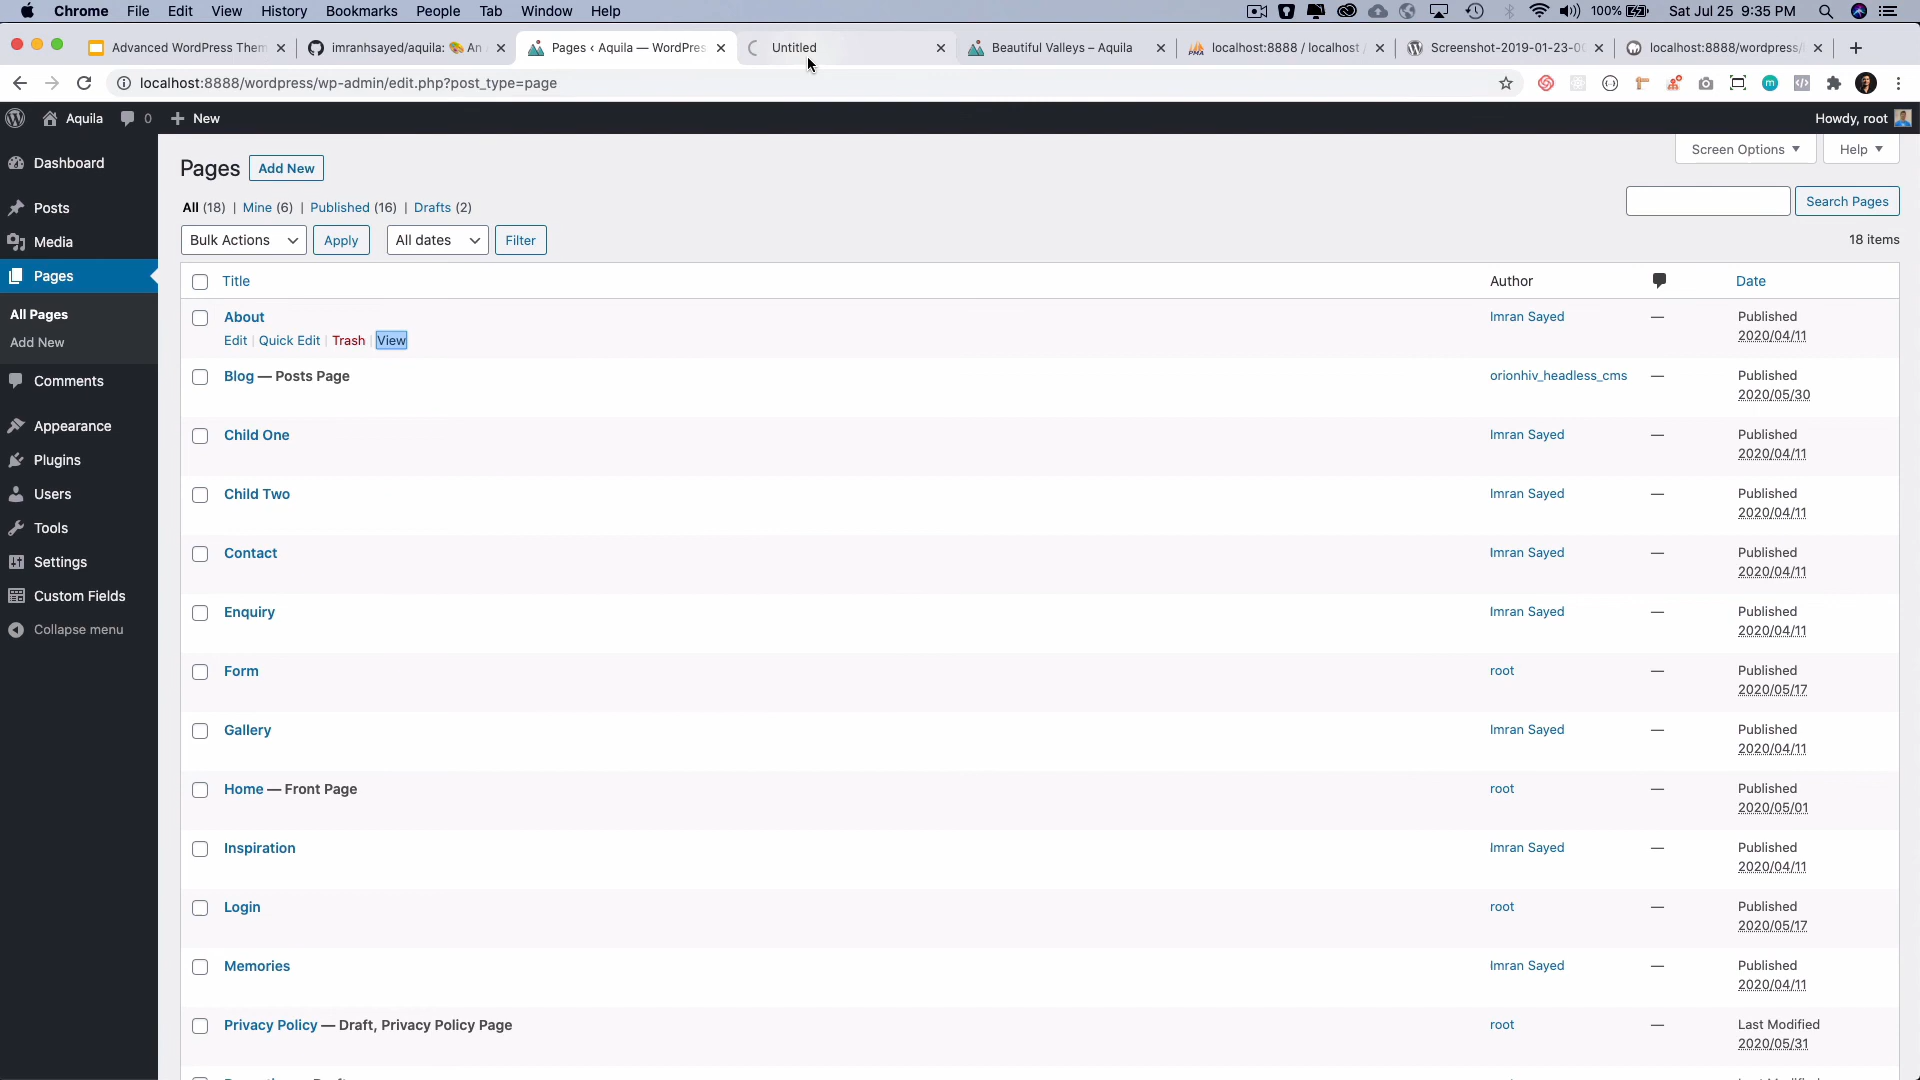 Chrome File Edit View History Bookmarks People Tab Window Help 100% Sat Jul 25 9:35 PM
Advanced WordPress Them imranhsayed/aquila: 🎨 An Pages ‹ Aquila — WordPres Untitled Beautiful Valleys – Aquila localhost:8888 / localhost Screenshot-2019-01-23-0 localhost:8888/wordpress/
localhost:8888/wordpress/wp-admin/edit.php?post_type=page
Aquila 0 New Howdy, root
Dashboard
Posts
Media
Pages
All Pages
Add New
Comments
Appearance
Plugins
Users
Tools
Settings
Custom Fields
Collapse menu
Screen Options Help
Pages Add New
All (18) | Mine (6) | Published (16) | Drafts (2)
Search Pages
Bulk Actions Apply All dates Filter 18 items
Title Author Date
About Imran Sayed — Published
Edit | Quick Edit | Trash | View 2020/04/11
Blog — Posts Page orionhiv_headless_cms — Published
2020/05/30
Child One Imran Sayed — Published
2020/04/11
Child Two Imran Sayed — Published
2020/04/11
Contact Imran Sayed — Published
2020/04/11
Enquiry Imran Sayed — Published
2020/04/11
Form root — Published
2020/05/17
Gallery Imran Sayed — Published
2020/04/11
Home — Front Page root — Published
2020/05/01
Inspiration Imran Sayed — Published
2020/04/11
Login root — Published
2020/05/17
Memories Imran Sayed — Published
2020/04/11
Privacy Policy — Draft, Privacy Policy Page root — Last Modified
2020/05/31